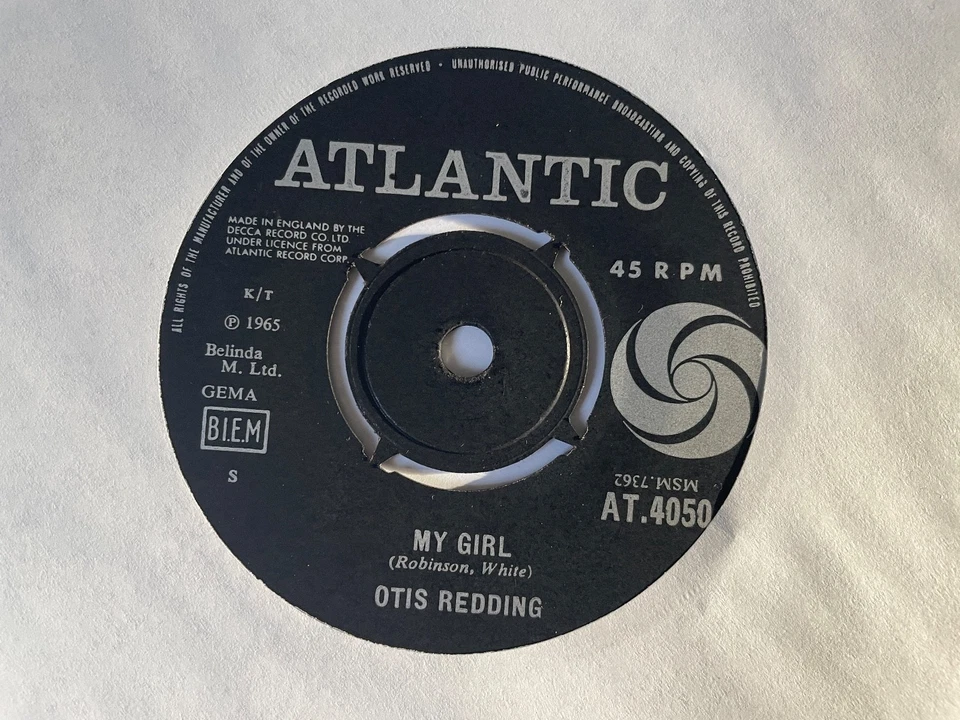 ALL RIGHTS OF THE MANUFACTURER AND OF THE OWNER OF THE RECORDED WORK RESERVED · UNAUTHORISED PUBLIC PERFORMANCE BROADCASTING AND COPYING OF THIS RECORD PROHIBITED
ATLANTIC
MADE IN ENGLAND BY THE
DECCA RECORD CO. LTD.
UNDER LICENCE FROM
ATLANTIC RECORD CORP.
45 RPM
K/T
℗ 1965
Belinda
M. Ltd.
GEMA
B.I.E.M
S
MSM.7362
AT.4050
MY GIRL
(Robinson, White)
OTIS REDDING